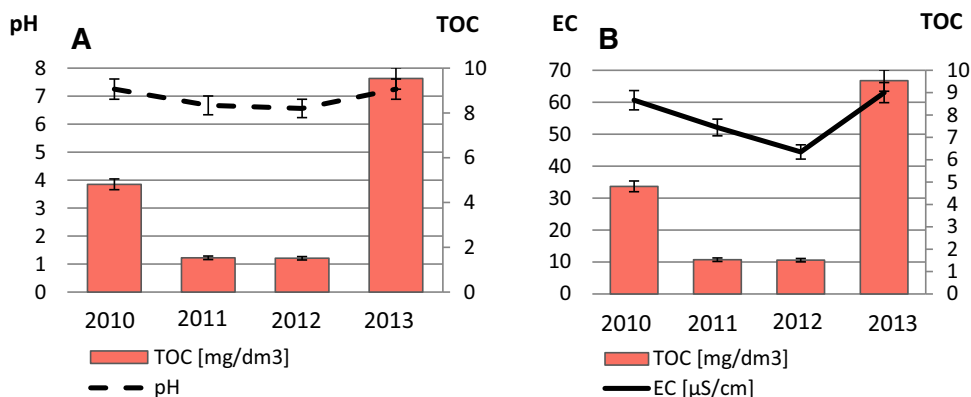 pH A TOC
8 10
7
6 8
5 6
4
3 4
2 2
1
0 0
2010 2011 2012 2013
TOC [mg/dm3]
pH
EC B TOC
70 10
60 9
50 8
40 7
30 6
20 5
10 4
0 3
2
1
0
2010 2011 2012 2013
TOC [mg/dm3]
EC [µS/cm]